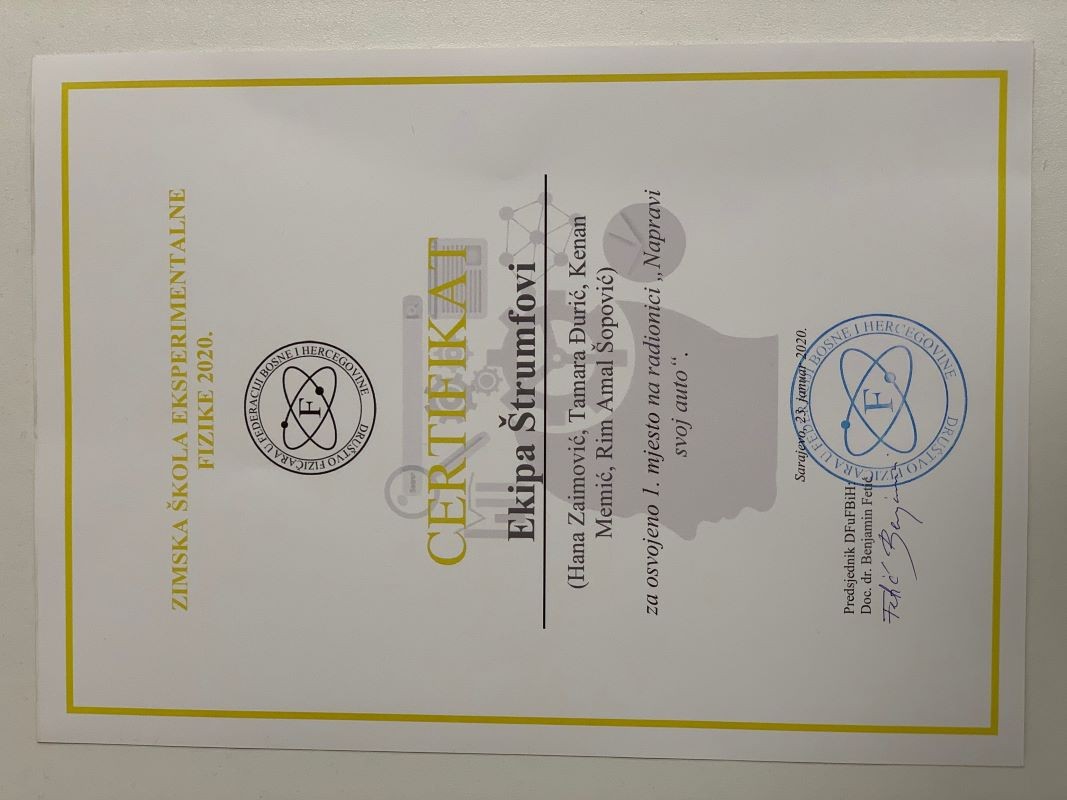 ZIMSKA ŠKOLA EKSPERIMENTALNE
FIZIKE 2020.
DRUŠTVO FIZIČARA U FEDERACIJI BOSNE I HERCEGOVINE
F
CERTIFIKAT
Ekipa Štrumfovi
(Hana Zaimović, Tamara Đurić, Kenan
Memić, Rim Amal Šopović)
za osvojeno 1. mjesto na radionici „Napravi
svoj auto“.
Sarajevo, 23. januar 2020.
Predsjednik DFuFBiH:
Doc. dr. Benjamin Fetić
Fetić Benjamin
DRUŠTVO FIZIČARA U FEDERACIJI BOSNE I HERCEGOVINE
F